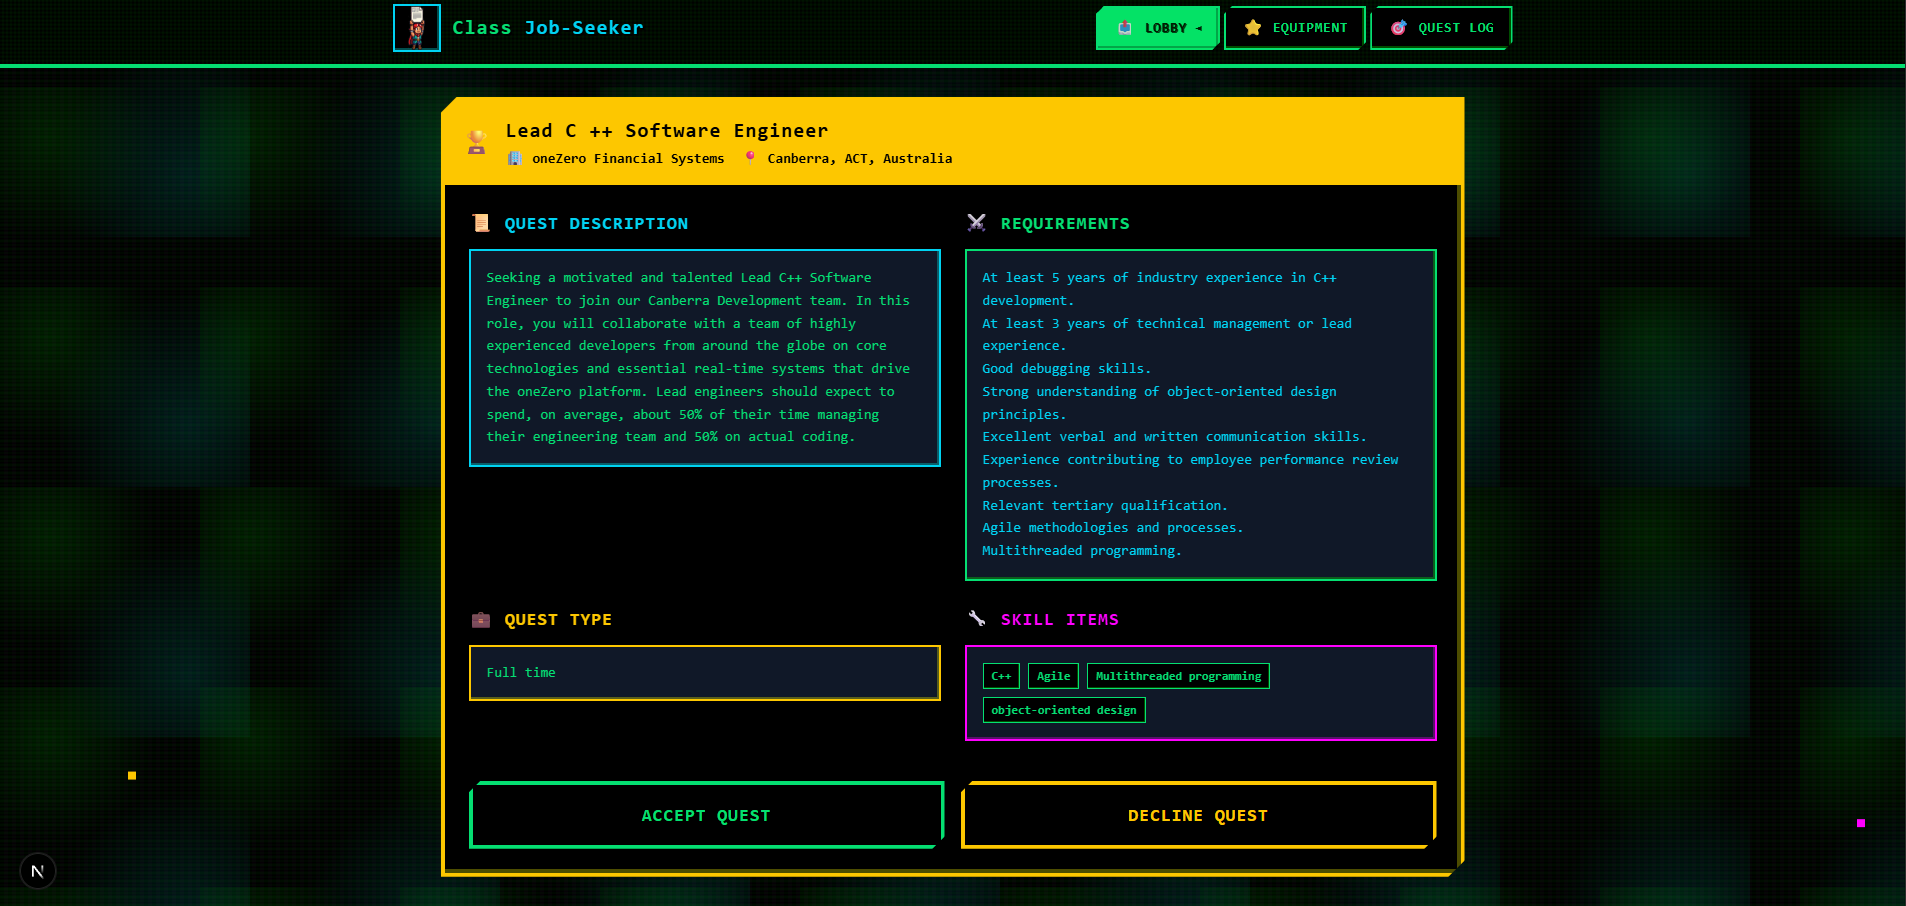 Class Job-Seeker
LOBBY ◄
EQUIPMENT
QUEST LOG
Lead C ++ Software Engineer
oneZero Financial Systems
Canberra, ACT, Australia
QUEST DESCRIPTION
Seeking a motivated and talented Lead C++ Software
Engineer to join our Canberra Development team. In this
role, you will collaborate with a team of highly
experienced developers from around the globe on core
technologies and essential real-time systems that drive
the oneZero platform. Lead engineers should expect to
spend, on average, about 50% of their time managing
their engineering team and 50% on actual coding.
REQUIREMENTS
At least 5 years of industry experience in C++
development.
At least 3 years of technical management or lead
experience.
Good debugging skills.
Strong understanding of object-oriented design
principles.
Excellent verbal and written communication skills.
Experience contributing to employee performance review
processes.
Relevant tertiary qualification.
Agile methodologies and processes.
Multithreaded programming.
QUEST TYPE
Full time
SKILL ITEMS
C++ Agile Multithreaded programming
object-oriented design
ACCEPT QUEST
DECLINE QUEST
N